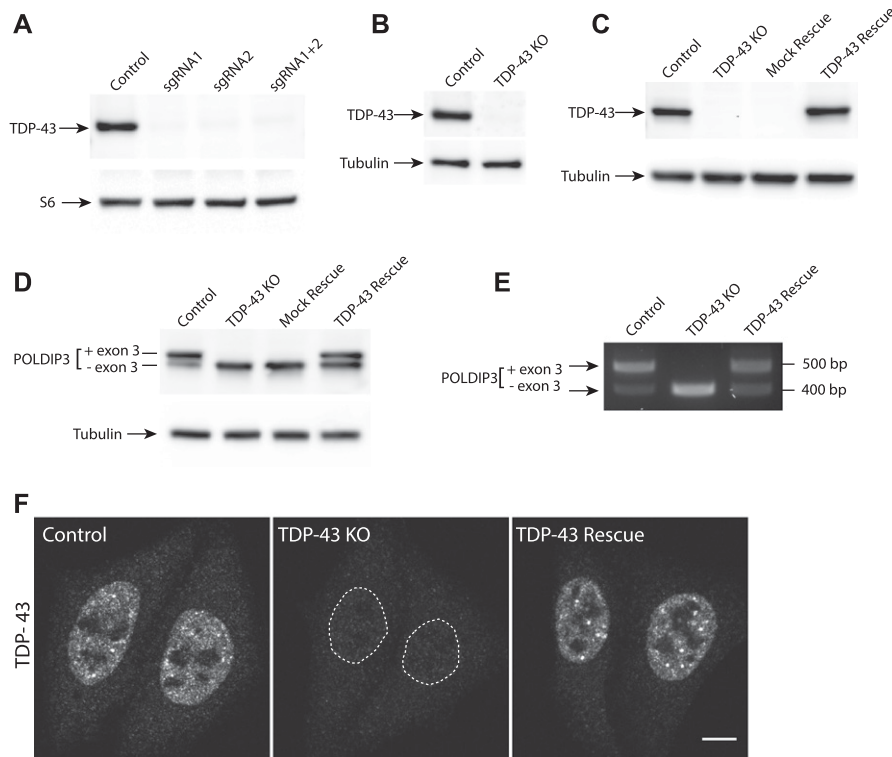 A
Control
sgRNA1
sgRNA2
sgRNA1+2
TDP-43
S6
B
Control
TDP-43 KO
TDP-43
Tubulin
C
Control
TDP-43 KO
Mock Rescue
TDP-43 Rescue
TDP-43
Tubulin
D
Control
TDP-43 KO
Mock Rescue
TDP-43 Rescue
POLDIP3 [ + exon 3
- exon 3
Tubulin
E
Control
TDP-43 KO
TDP-43 Rescue
POLDIP3 [ + exon 3
- exon 3
500 bp
400 bp
F
TDP-43
Control
TDP-43 KO
TDP-43 Rescue